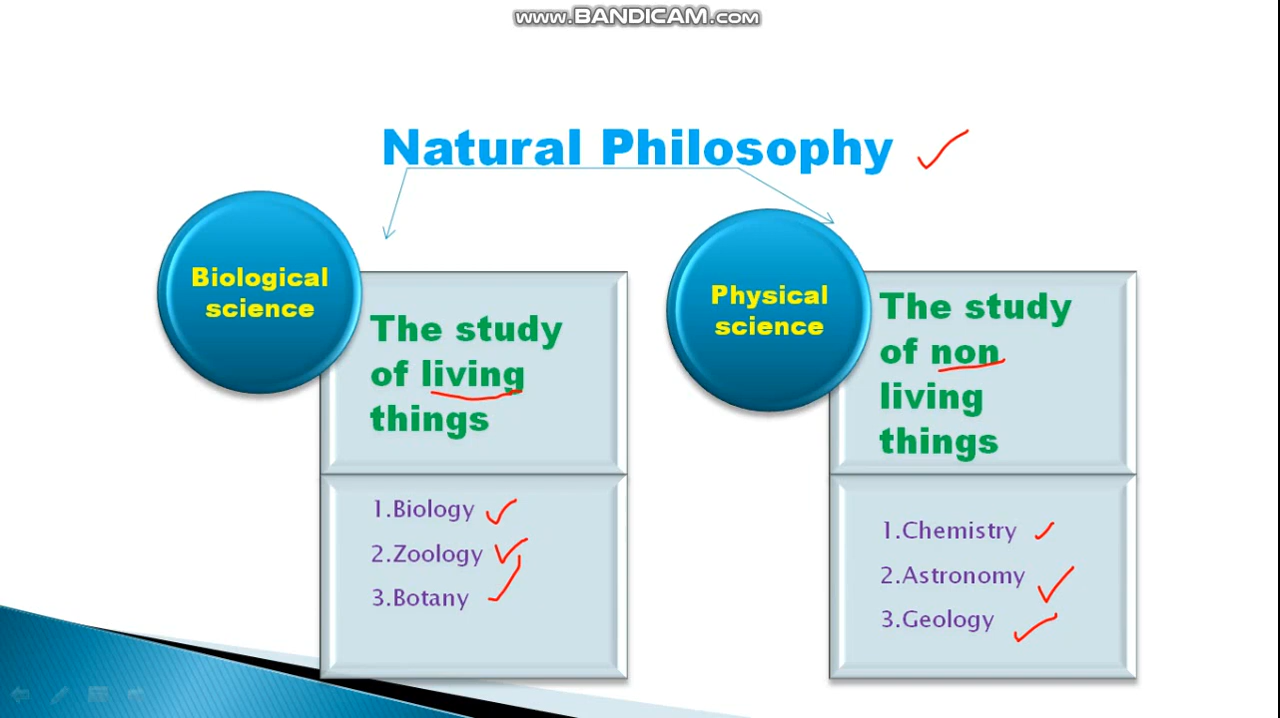 www.BANDICAM.com
Natural Philosophy
Biological
science
The study
of living
things
1.Biology
2.Zoology
3.Botany
Physical
science
The study
of non
living
things
1.Chemistry
2.Astronomy
3.Geology